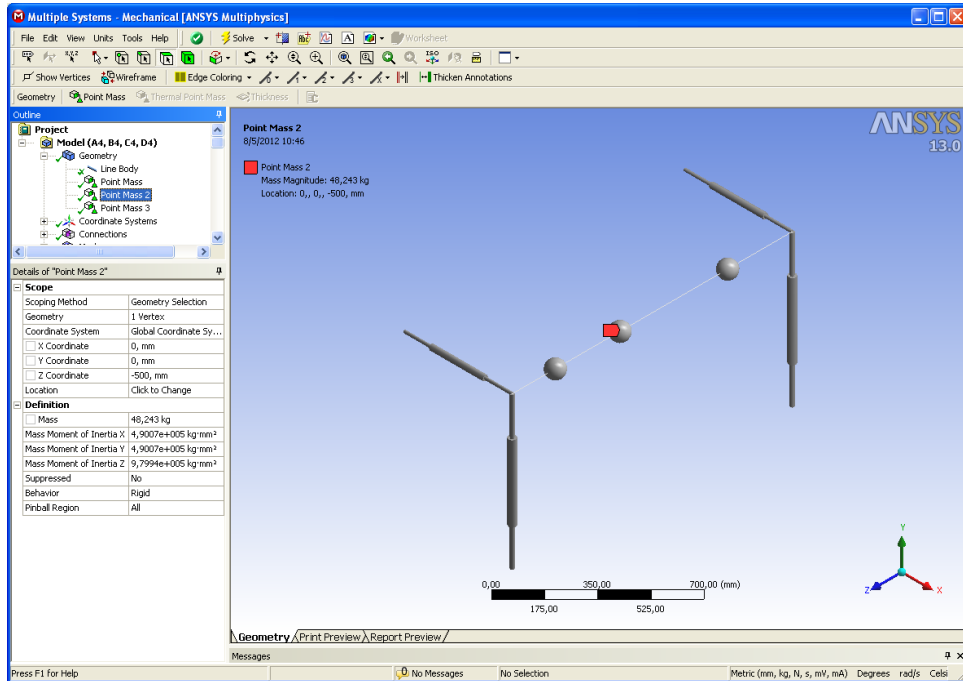 Multiple Systems - Mechanical [ANSYS Multiphysics]
File Edit View Units Tools Help Solve Worksheet
Show Vertices Wireframe Edge Coloring Thicken Annotations
Geometry Point Mass Thermal Point Mass Thickness
Outline
Project
Model (A4, B4, C4, D4)
Geometry
Line Body
Point Mass
Point Mass 2
Point Mass 3
Coordinate Systems
Connections
Details of "Point Mass 2"
Scope
Scoping Method Geometry Selection
Geometry 1 Vertex
Coordinate System Global Coordinate Sy...
X Coordinate 0, mm
Y Coordinate 0, mm
Z Coordinate -500, mm
Location Click to Change
Definition
Mass 48,243 kg
Mass Moment of Inertia X 4,9007e+005 kg·mm²
Mass Moment of Inertia Y 4,9007e+005 kg·mm²
Mass Moment of Inertia Z 9,7994e+005 kg·mm²
Suppressed No
Behavior Rigid
Pinball Region All
Point Mass 2
8/5/2012 10:46
Point Mass 2
Mass Magnitude: 48,243 kg
Location: 0,, 0,, -500, mm
ANSYS
13.0
0,00 350,00 700,00 (mm)
175,00 525,00
Y
Z X
Geometry Print Preview Report Preview
Messages
Press F1 for Help No Messages No Selection Metric (mm, kg, N, s, mV, mA) Degrees rad/s Celsi